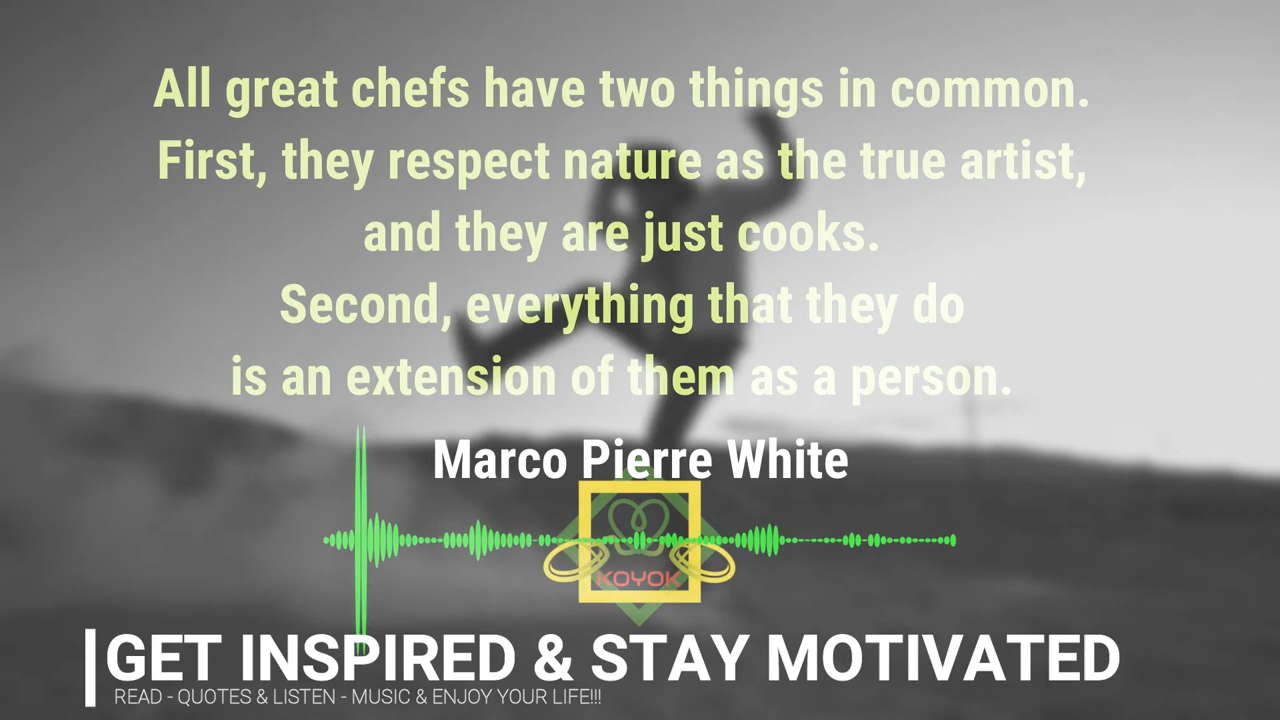 All great chefs have two things in common.
First, they respect nature as the true artist,
and they are just cooks.
Second, everything that they do
is an extension of them as a person.
Marco Pierre White
KOYOK
GET INSPIRED & STAY MOTIVATED
READ - QUOTES & LISTEN - MUSIC & ENJOY YOUR LIFE!!!